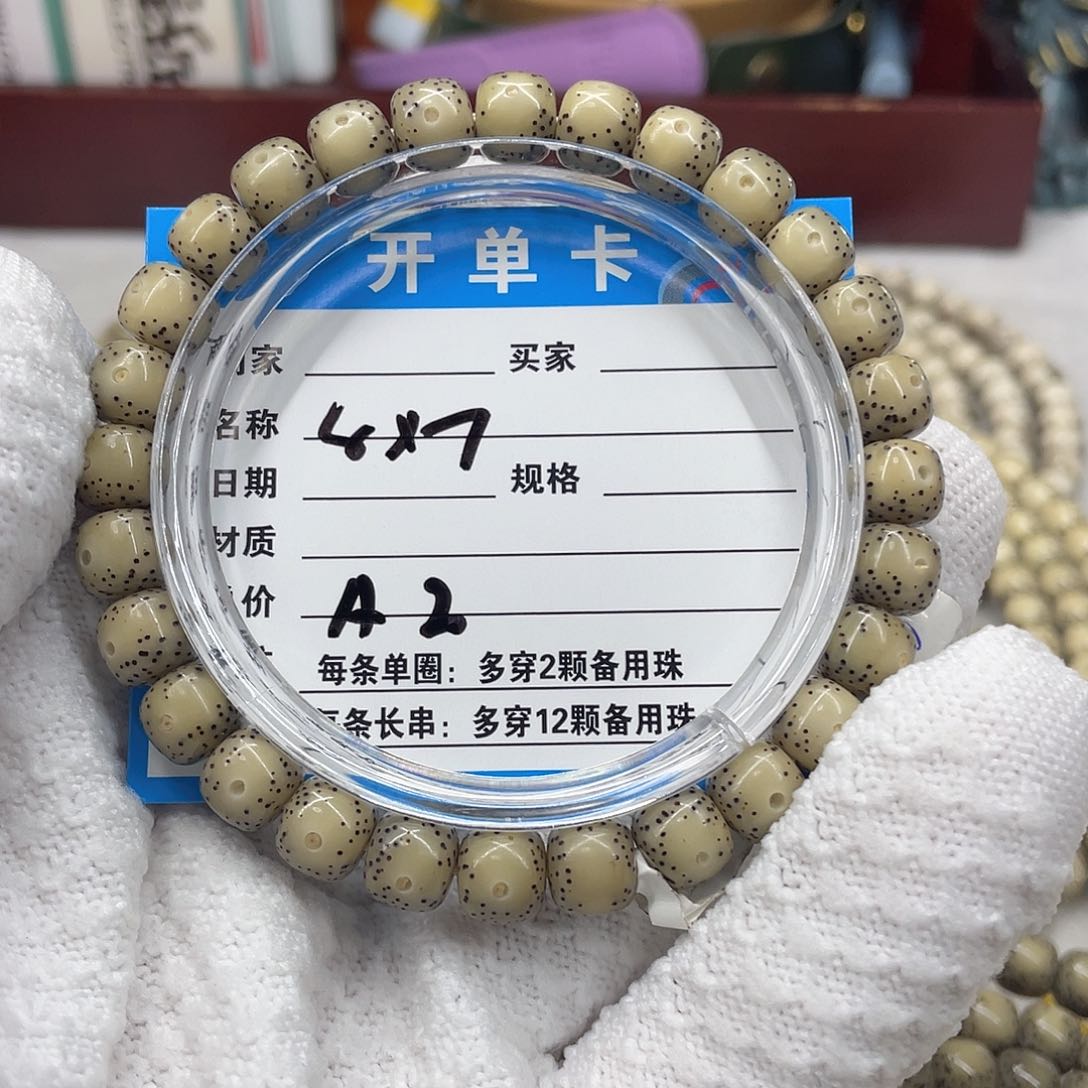 开单卡
家 买家
名称 4x7
日期 规格
材质
价 A2
每条单圈：多穿2颗备用珠
条长串：多穿12颗备用珠